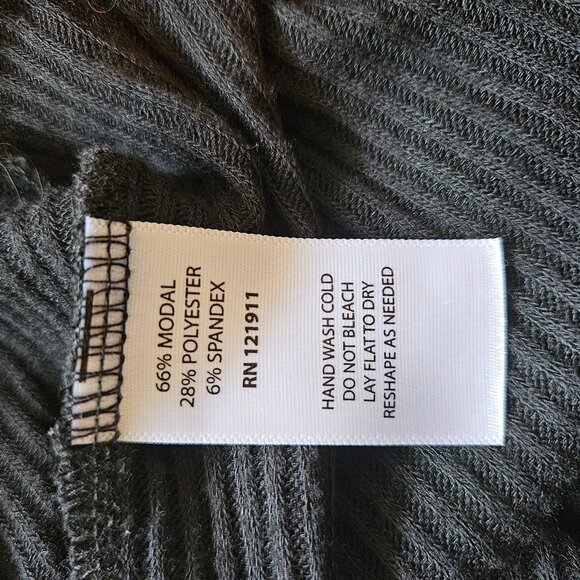 66% MODAL
28% POLYESTER
6% SPANDEX
RN 121911
HAND WASH COLD
DO NOT BLEACH
LAY FLAT TO DRY
RESHAPE AS NEEDED